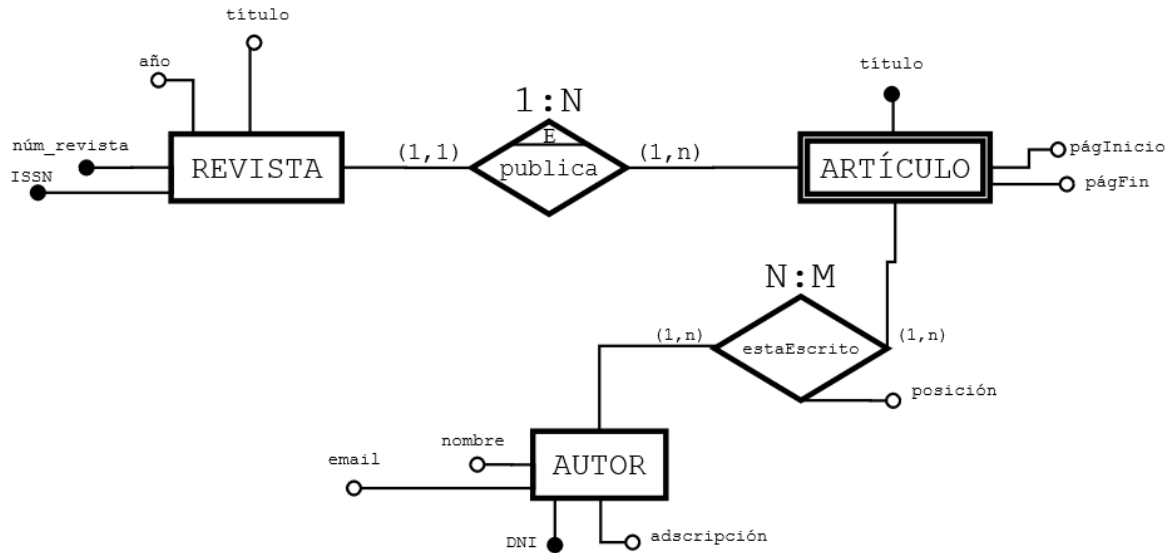 título
año
núm_revista
ISSN
REVISTA
(1,1)
1:N
E
publica
(1,n)
título
ARTÍCULO
págInicio
págFin
N:M
(1,n)
estaEscrito
(1,n)
posición
nombre
email
AUTOR
DNI
adscripción